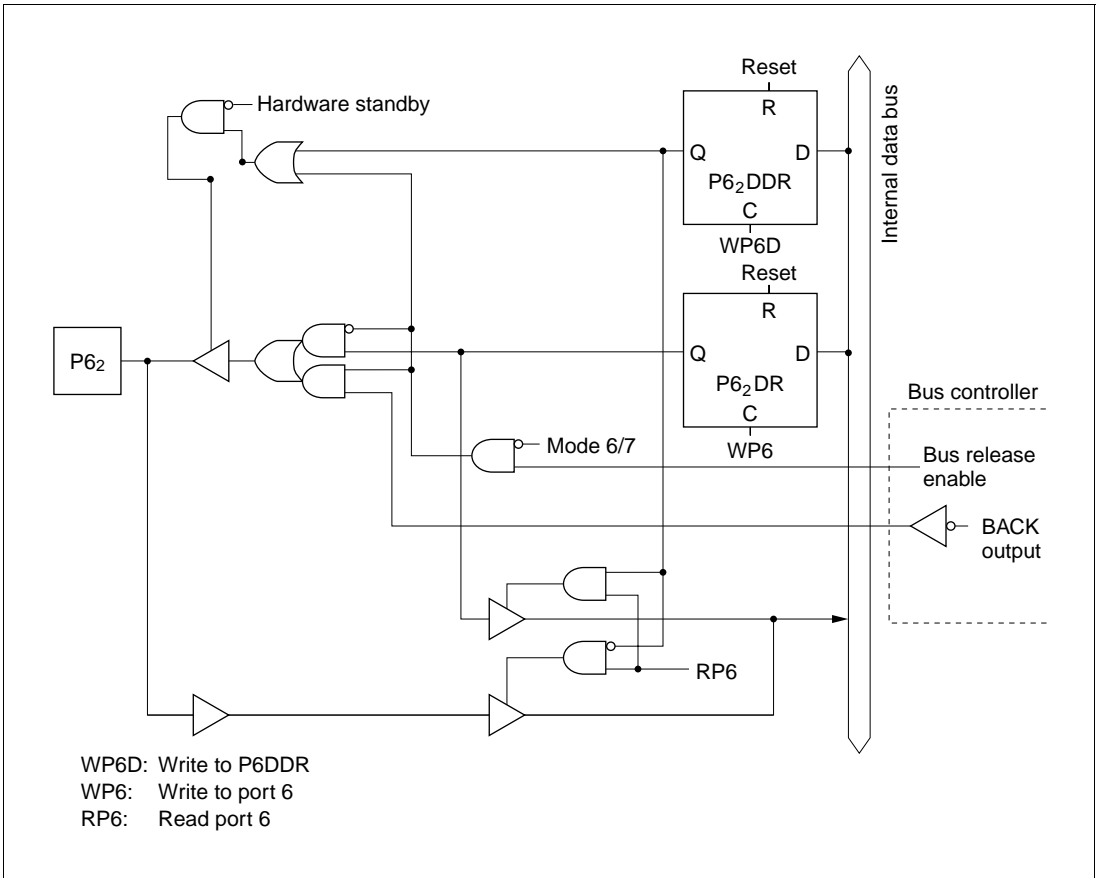 Reset
Hardware standby
R
Q
D
P6₂DDR
C
WP6D
Internal data bus
Reset
R
P6₂
Q
D
P6₂DR
C
WP6
Bus controller
Mode 6/7
Bus release
enable
BACK
output
RP6
WP6D: Write to P6DDR
WP6: Write to port 6
RP6: Read port 6